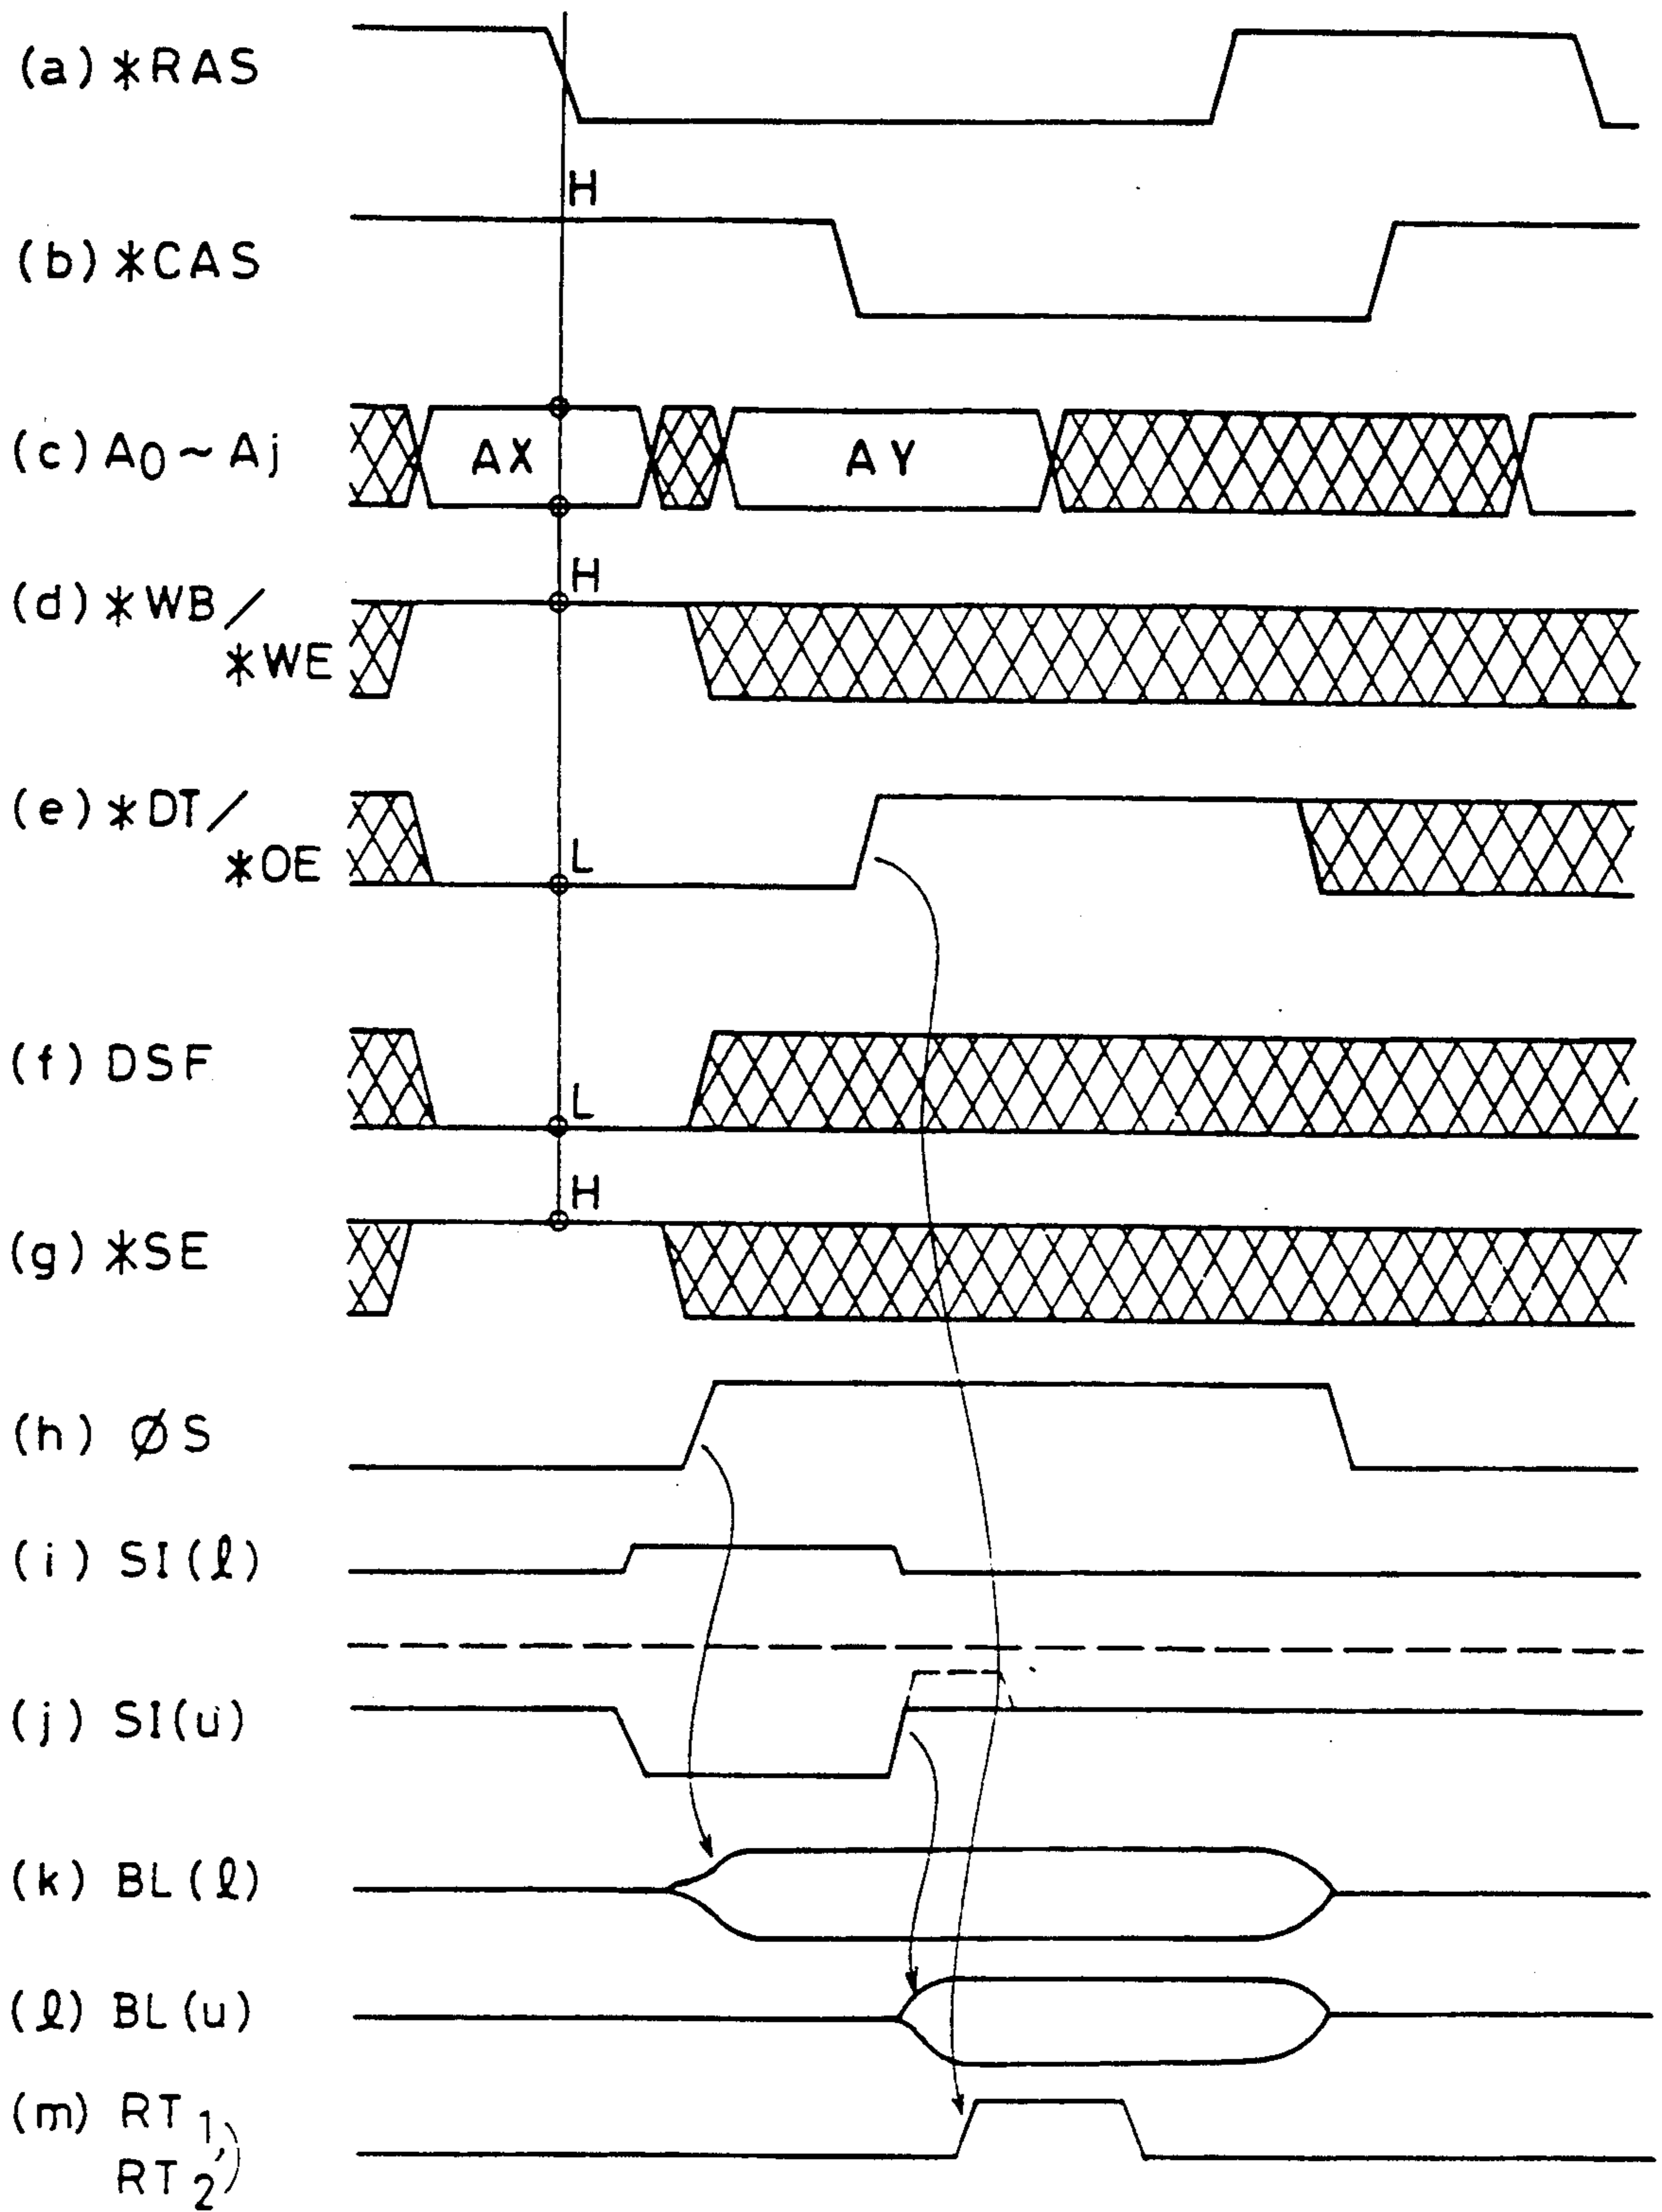 (a) *RAS
H
(b) *CAS
(c) A0 ~ Aj
AX
AY
H
(d) *WB /
*WE
(e) *DT /
*OE
L
(f) DSF
L
H
(g) *SE
(h) ØS
(i) SI(ℓ)
(j) SI(u)
(k) BL(ℓ)
(ℓ) BL(u)
(m) RT1,
RT2)